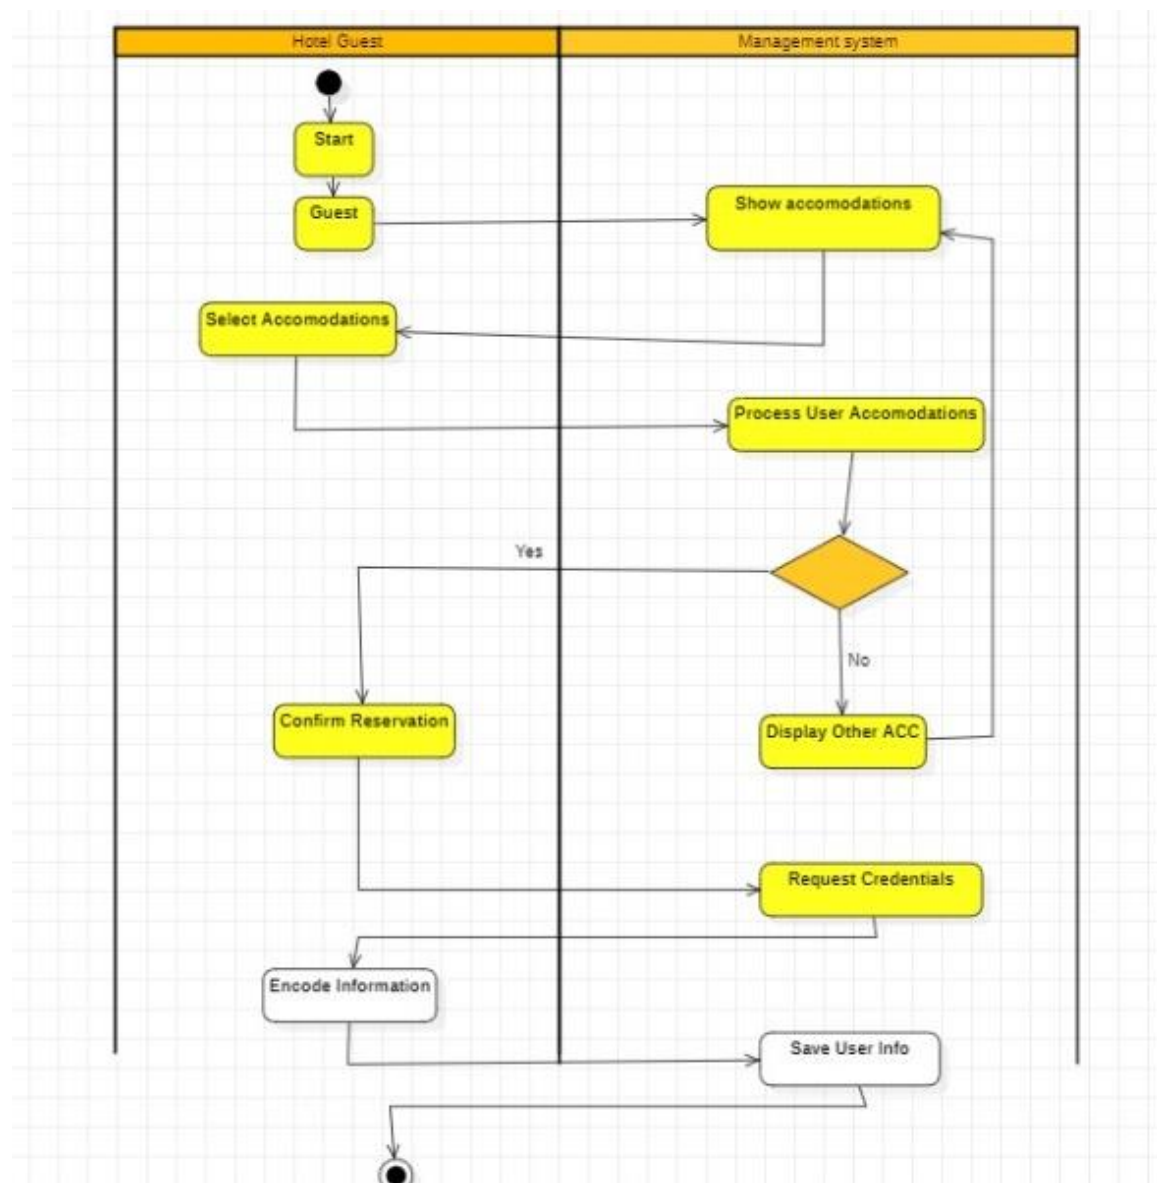 Hotel Guest
Management system
Start
Guest
Show accomodations
Select Accomodations
Process User Accomodations
Yes
No
Confirm Reservation
Display Other ACC
Request Credentials
Encode Information
Save User Info